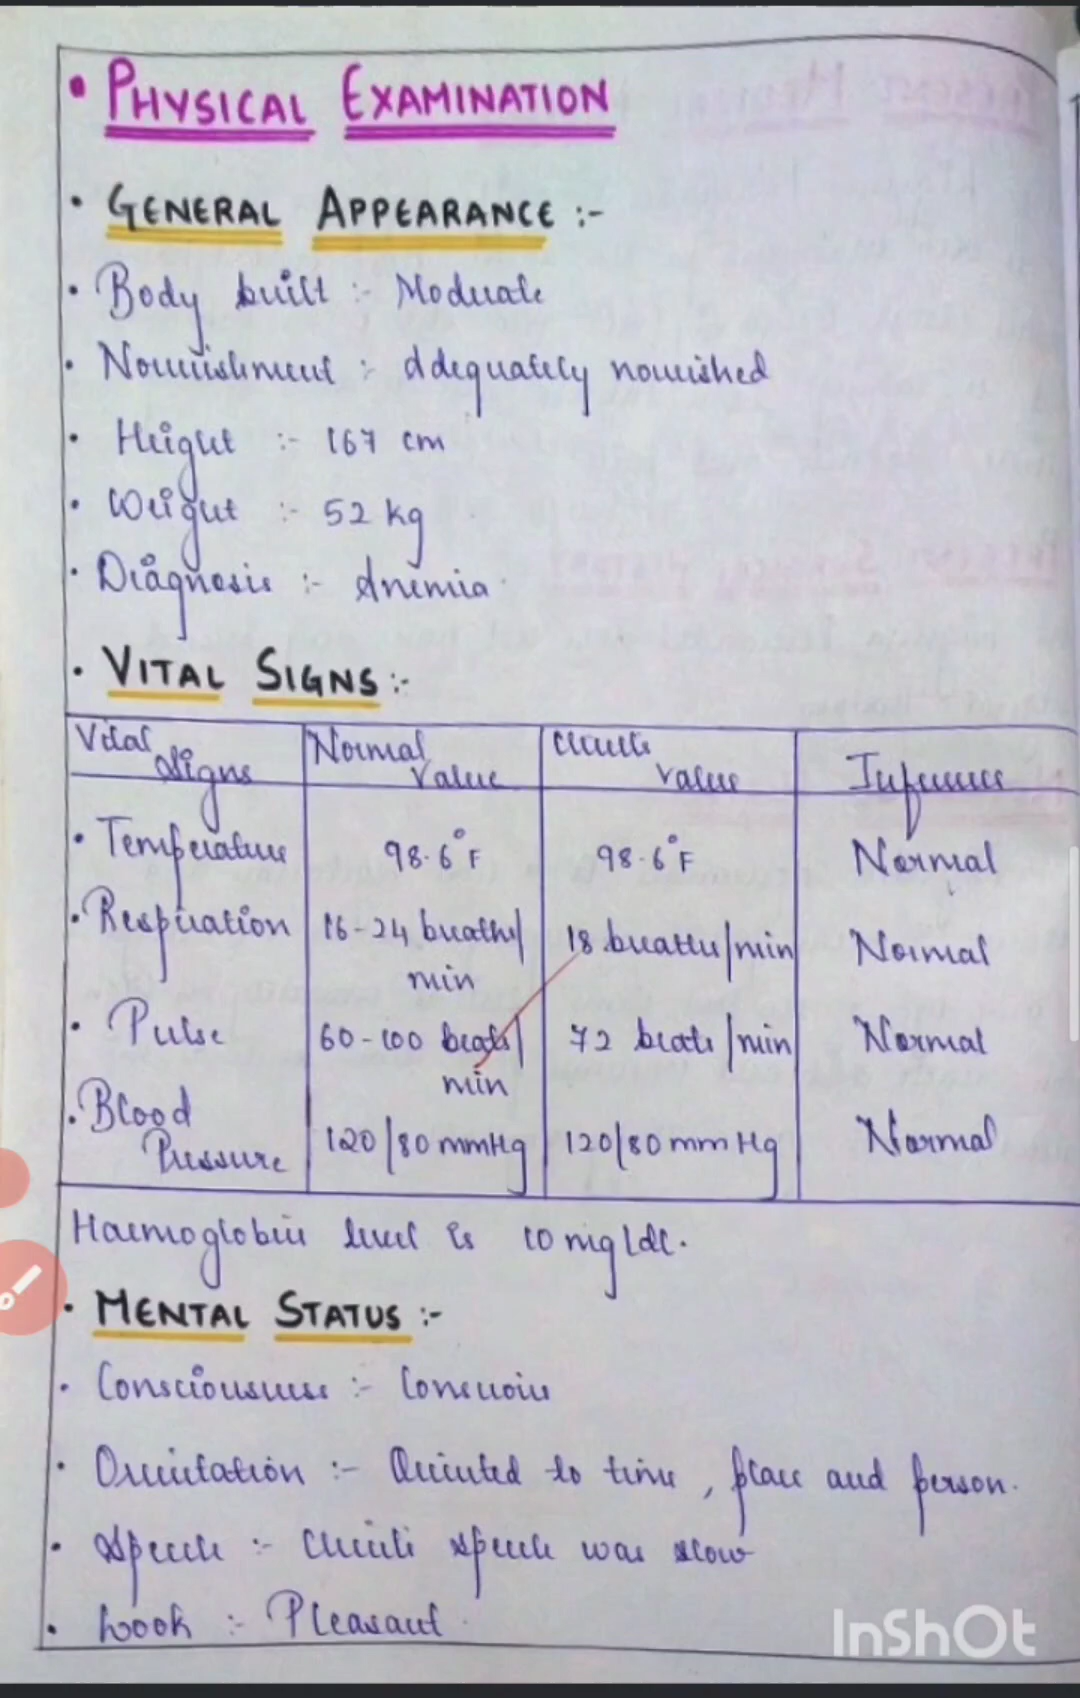 • PHYSICAL EXAMINATION
• GENERAL APPEARANCE :-
• Body built :- Moderate
• Nourishment :- Adequately nourished
• Height :- 167 cm
• Weight :- 52 kg
• Diagnosis :- Anemia
• VITAL SIGNS :-
Vital Signs Normal Value Client's value Inference
• Temperature 98.6°F 98.6°F Normal
• Respiration 16-24 breaths/min 18 breaths/min Normal
• Pulse 60-100 beats/min 72 beats/min Normal
• Blood Pressure 120/80 mmHg 120/80 mmHg Normal
Haemoglobin level is 10 mg/dl.
• MENTAL STATUS :-
• Consciousness :- Conscious
• Orientation :- Oriented to time, place and person.
• Speech :- Client's speech was slow
• Look :- Pleasant
InShOt